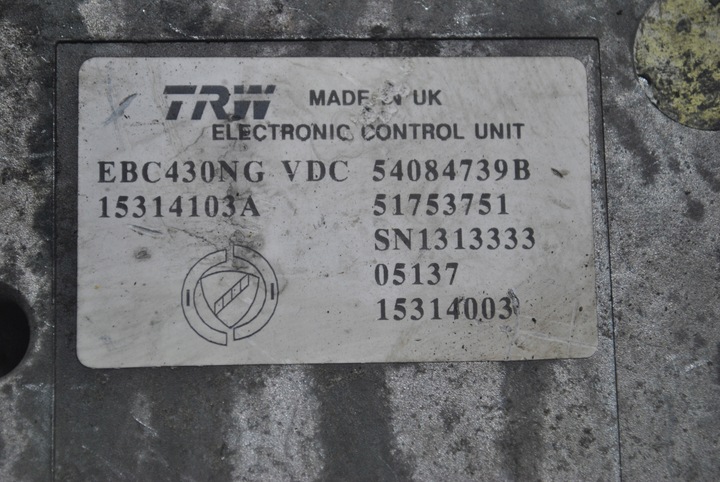 TRW MADE IN UK
ELECTRONIC CONTROL UNIT
EBC430NG VDC 54084739B
15314103A 51753751
SN1313333
05137
15314003